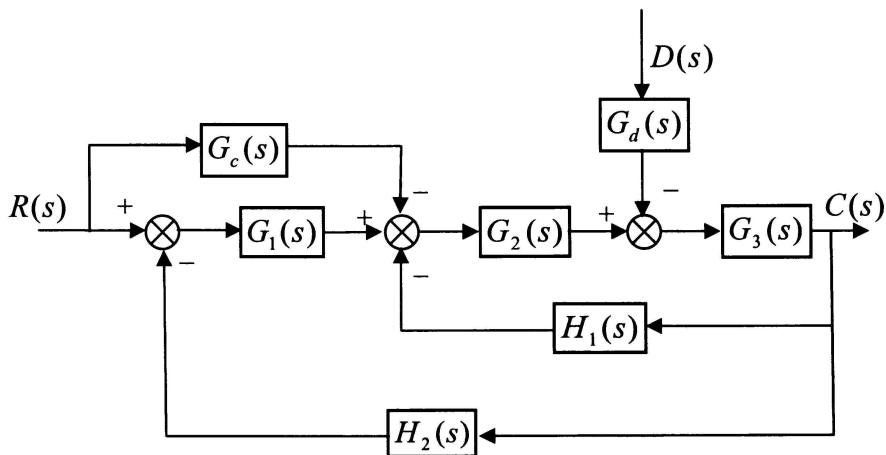 D(s)
G_d(s)
G_c(s)
−
−
R(s)
+
G_1(s)
+
G_2(s)
+
G_3(s)
C(s)
−
−
H_1(s)
H_2(s)